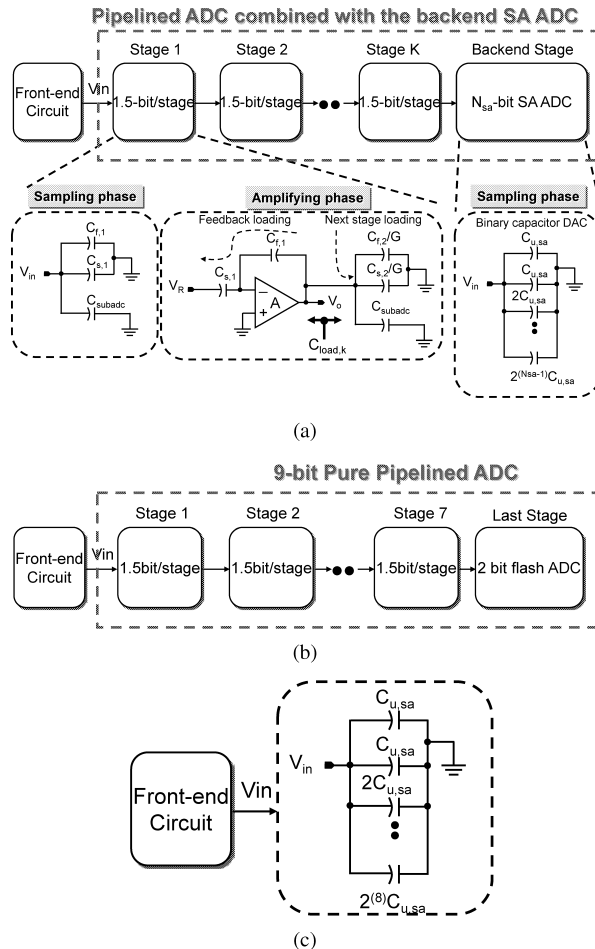 Pipelined ADC combined with the backend SA ADC
Stage 1
Stage 2
Stage K
Backend Stage
Front-end
Circuit
Vin
1.5-bit/stage
1.5-bit/stage
1.5-bit/stage
Nsa-bit SA ADC
Sampling phase
Amplifying phase
Sampling phase
Cf,1
Cs,1
Vin
Csubadc
Feedback loading
Next stage loading
Cf,1
Cs,1
VR
A
Vo
Cload,k
Cf,2/G
Cs,2/G
Csubadc
Binary capacitor DAC
Cu,sa
Cu,sa
Vin
2Cu,sa
2(Nsa-1)Cu,sa
(a)
9-bit Pure Pipelined ADC
Stage 1
Stage 2
Stage 7
Last Stage
Front-end
Circuit
Vin
1.5bit/stage
1.5bit/stage
1.5bit/stage
2 bit flash ADC
(b)
Front-end
Circuit
Vin
Cu,sa
Cu,sa
Vin
2Cu,sa
2(8)Cu,sa
(c)